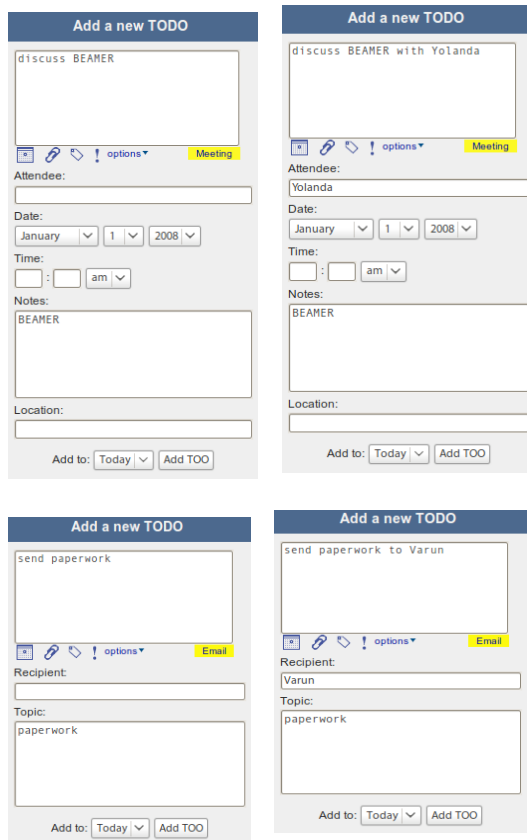 Add a new TODO
discuss BEAMER
! options
Meeting
Attendee:
Date:
January 1 2008
Time:
: am
Notes:
BEAMER
Location:
Add to: Today Add TOO
Add a new TODO
discuss BEAMER with Yolanda
! options
Meeting
Attendee:
Yolanda
Date:
January 1 2008
Time:
: am
Notes:
BEAMER
Location:
Add to: Today Add TOO
Add a new TODO
send paperwork
! options
Email
Recipient:
Topic:
paperwork
Add to: Today Add TOO
Add a new TODO
send paperwork to Varun
! options
Email
Recipient:
Varun
Topic:
paperwork
Add to: Today Add TOO